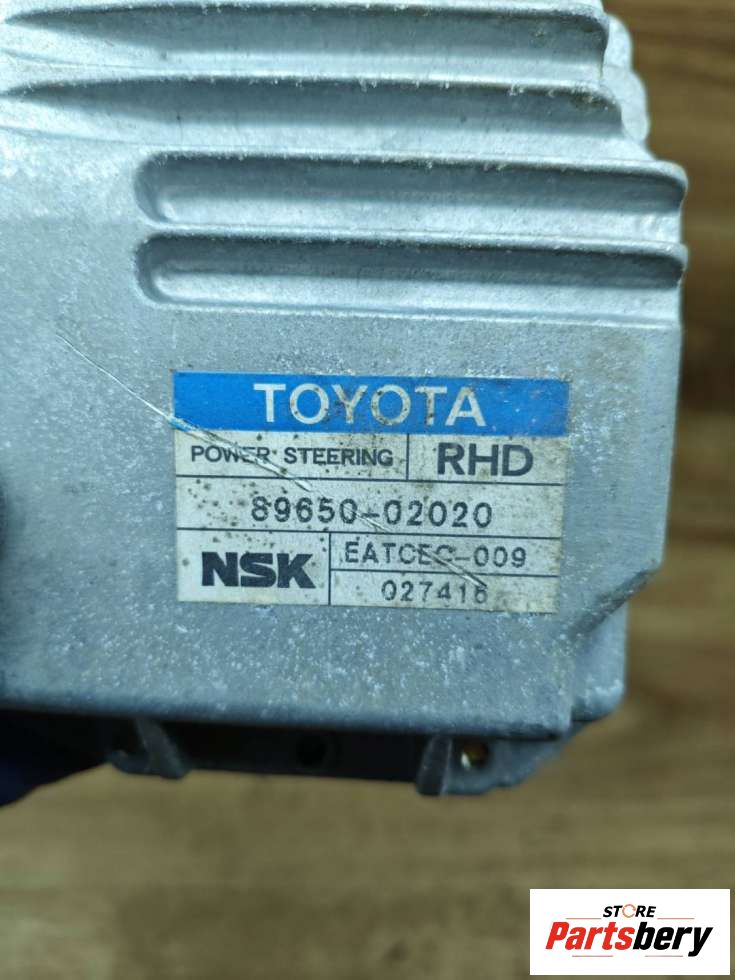 TOYOTA
POWER STEERING RHD
89650-02020
NSK EATCEC-009
027416
STORE
Partsbery